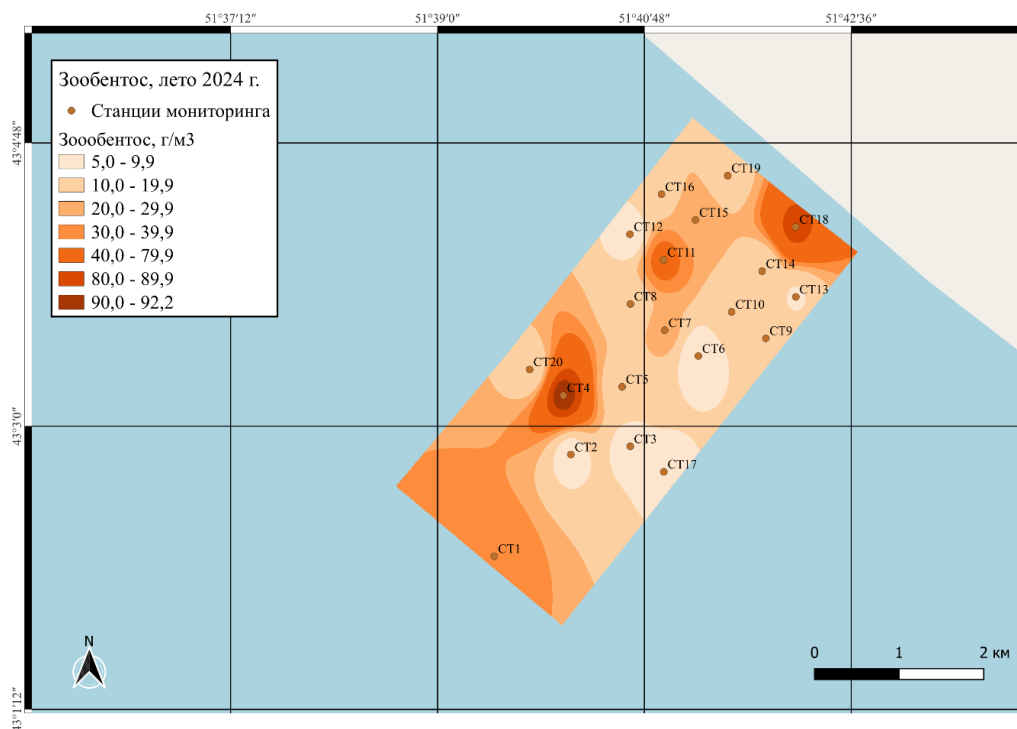 51°37'12"
51°39'0"
51°40'48"
51°42'36"
Зообентос, лето 2024 г.
Станции мониторинга
Зоообентос, г/м3
5,0 - 9,9
10,0 - 19,9
20,0 - 29,9
30,0 - 39,9
40,0 - 79,9
80,0 - 89,9
90,0 - 92,2
43°4'48"
43°3'0"
43°1'12"
СТ19
СТ16
СТ15
СТ18
СТ12
СТ11
СТ14
СТ13
СТ8
СТ10
СТ7
СТ9
СТ6
СТ20
СТ5
СТ4
СТ3
СТ2
СТ17
СТ1
N
0 1 2 км